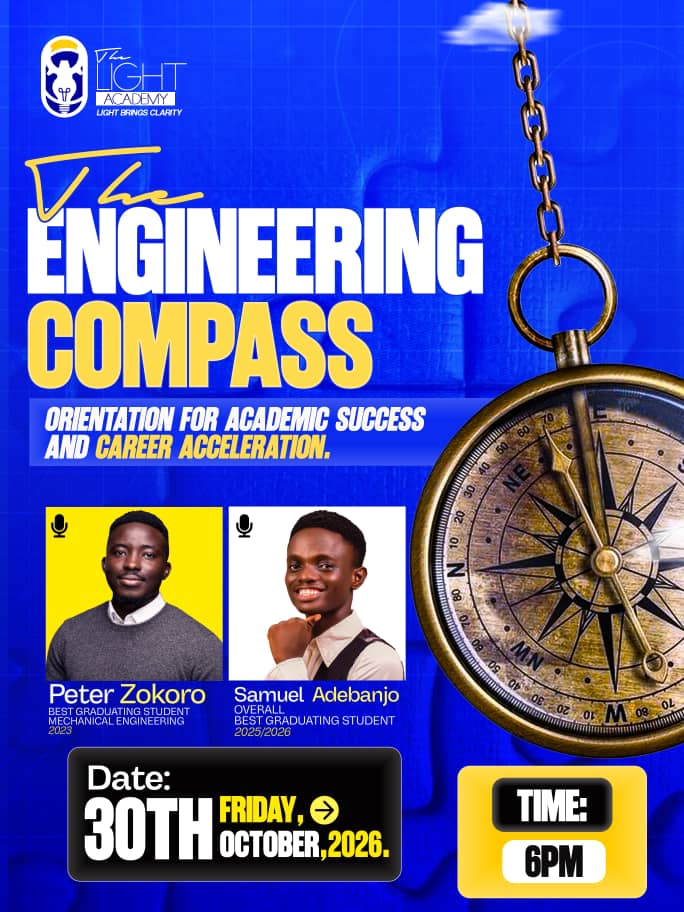 The
LIGHT
ACADEMY
LIGHT BRINGS CLARITY
The
ENGINEERING
COMPASS
ORIENTATION FOR ACADEMIC SUCCESS
AND CAREER ACCELERATION.
Peter Zokoro
BEST GRADUATING STUDENT
MECHANICAL ENGINEERING
2023
Samuel Adebanjo
OVERALL
BEST GRADUATING STUDENT
2025/2026
Date:
30TH FRIDAY,
OCTOBER,2026.
TIME:
6PM
E
NE
N
NW
W